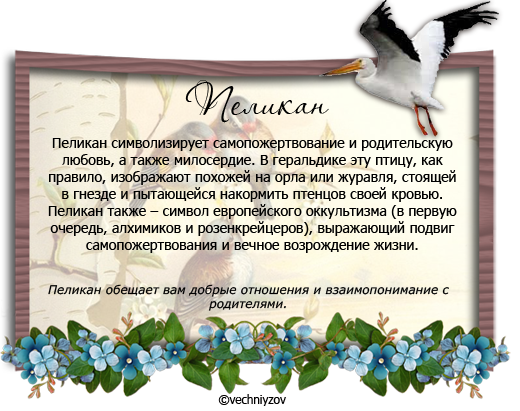 Пеликан
Пеликан символизирует самопожертвование и родительскую
любовь, а также милосердие. В геральдике эту птицу, как
правило, изображают похожей на орла или журавля, стоящей
в гнезде и пытающейся накормить птенцов своей кровью.
Пеликан также – символ европейского оккультизма (в первую
очередь, алхимиков и розенкрейцеров), выражающий подвиг
самопожертвования и вечное возрождение жизни.
Пеликан обещает вам добрые отношения и взаимопонимание с
родителями.
©vechniyzov